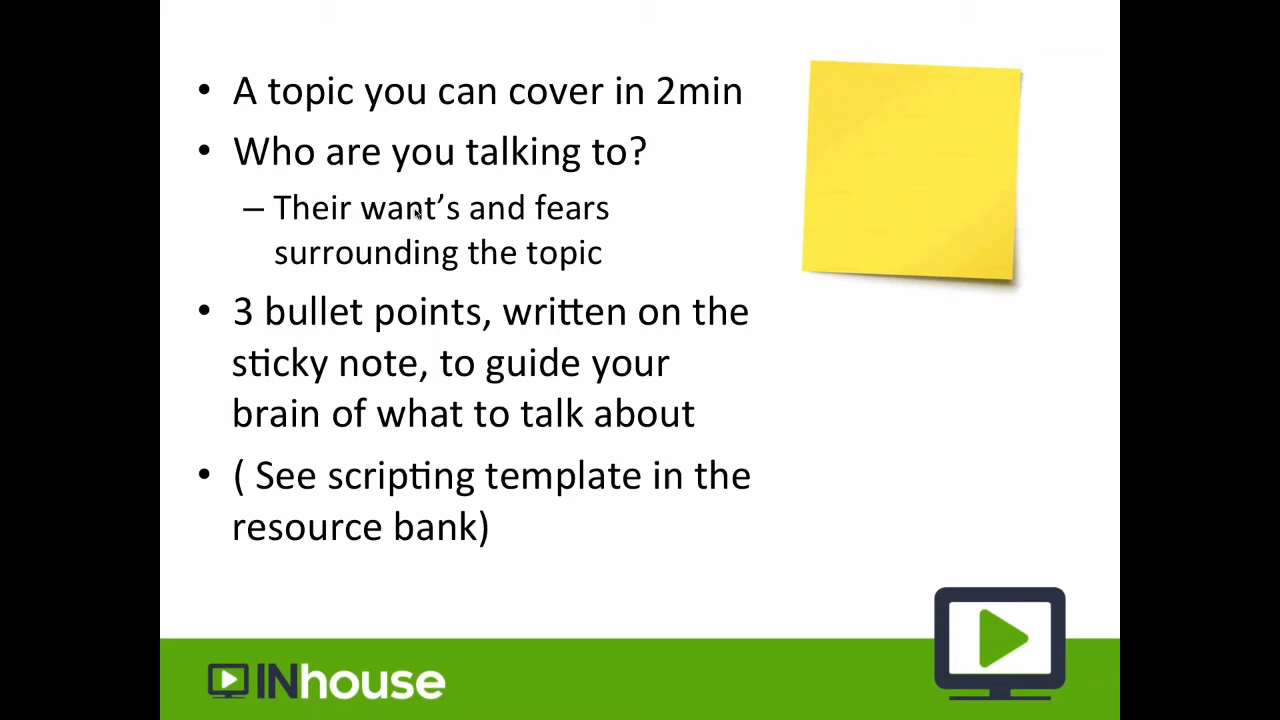 • A topic you can cover in 2min
• Who are you talking to?
– Their want’s and fears
surrounding the topic
• 3 bullet points, written on the
sticky note, to guide your
brain of what to talk about
• ( See scripting template in the
resource bank)
INhouse